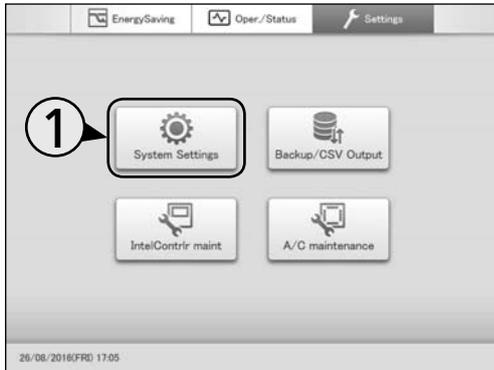 EnergySaving
Oper./Status
Settings
1
System Settings
Backup/CSV Output
IntelContrlr maint
A/C maintenance
26/08/2016(FRI) 17:05